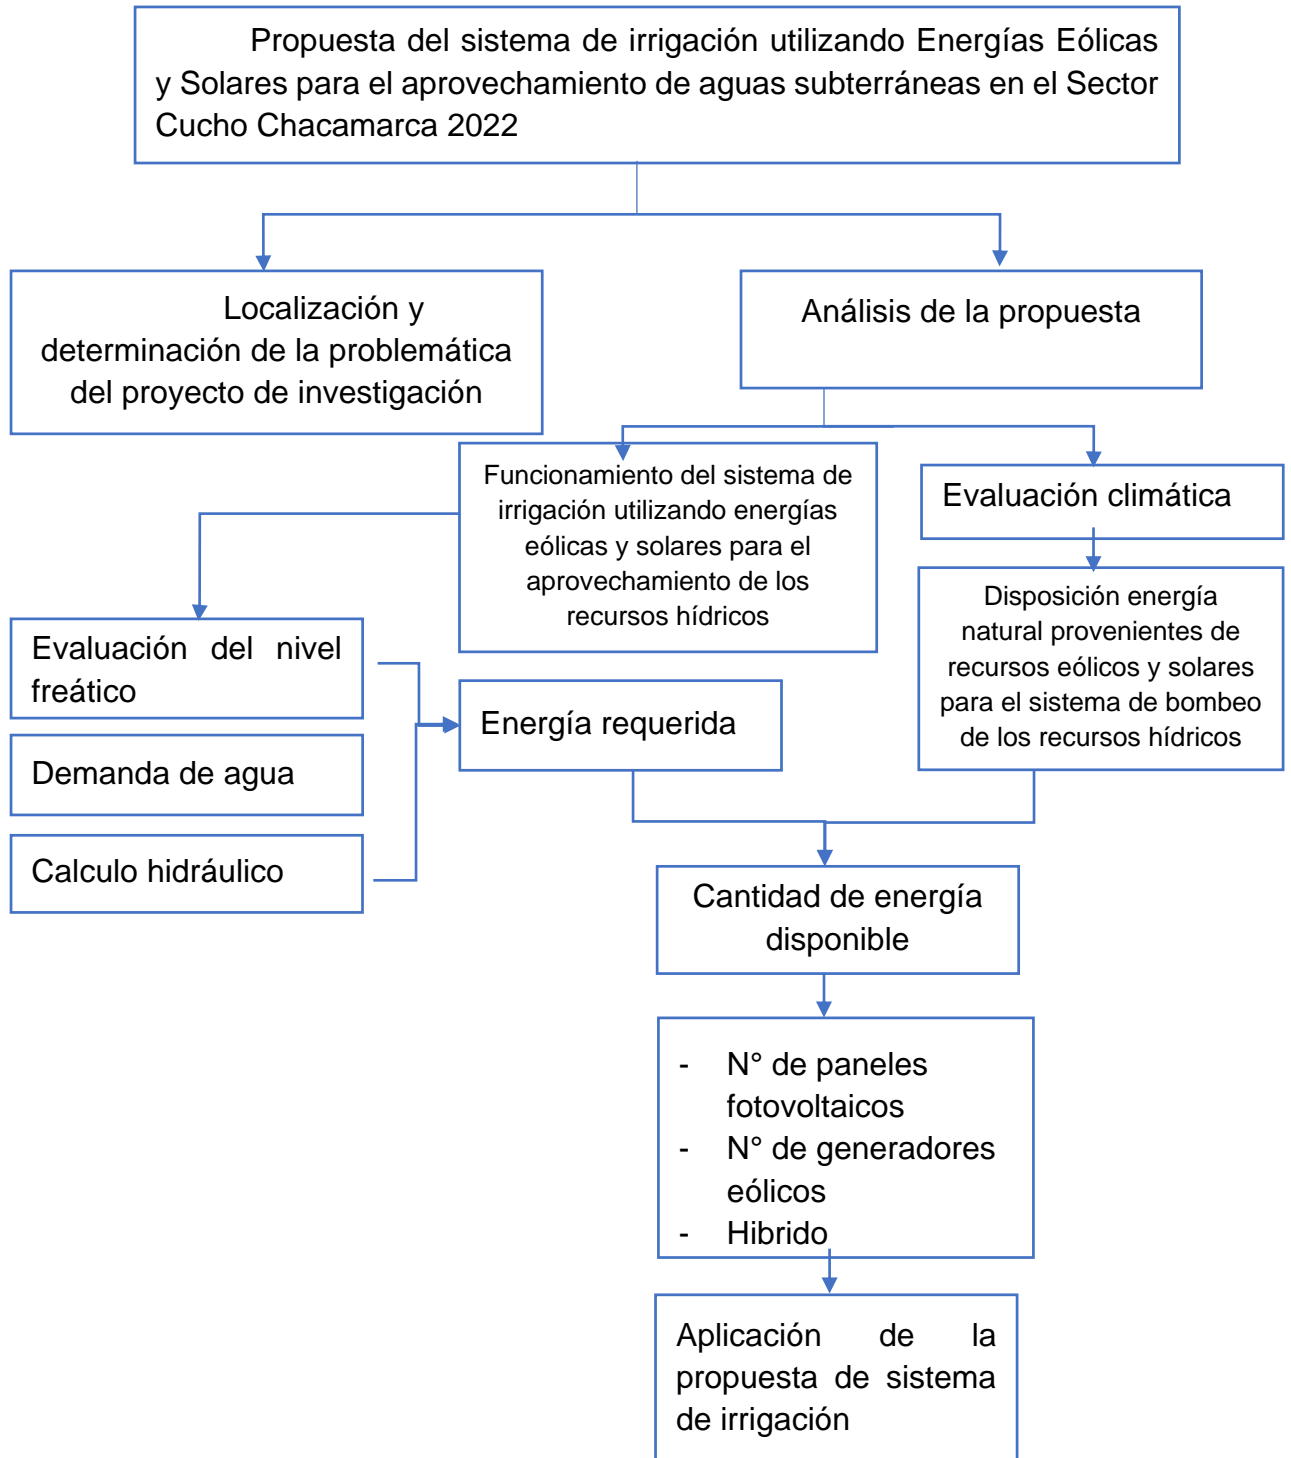 Propuesta del sistema de irrigación utilizando Energías Eólicas
y Solares para el aprovechamiento de aguas subterráneas en el Sector
Cucho Chacamarca 2022
Localización y
determinación de la problemática
del proyecto de investigación
Análisis de la propuesta
Funcionamiento del sistema de
irrigación utilizando energías
eólicas y solares para el
aprovechamiento de los
recursos hídricos
Evaluación climática
Disposición energía
natural provenientes de
recursos eólicos y solares
para el sistema de bombeo
de los recursos hídricos
Evaluación del nivel
freático
Demanda de agua
Calculo hidráulico
Energía requerida
Cantidad de energía
disponible
- N° de paneles
fotovoltaicos
- N° de generadores
eólicos
- Hibrido
Aplicación de la
propuesta de sistema
de irrigación